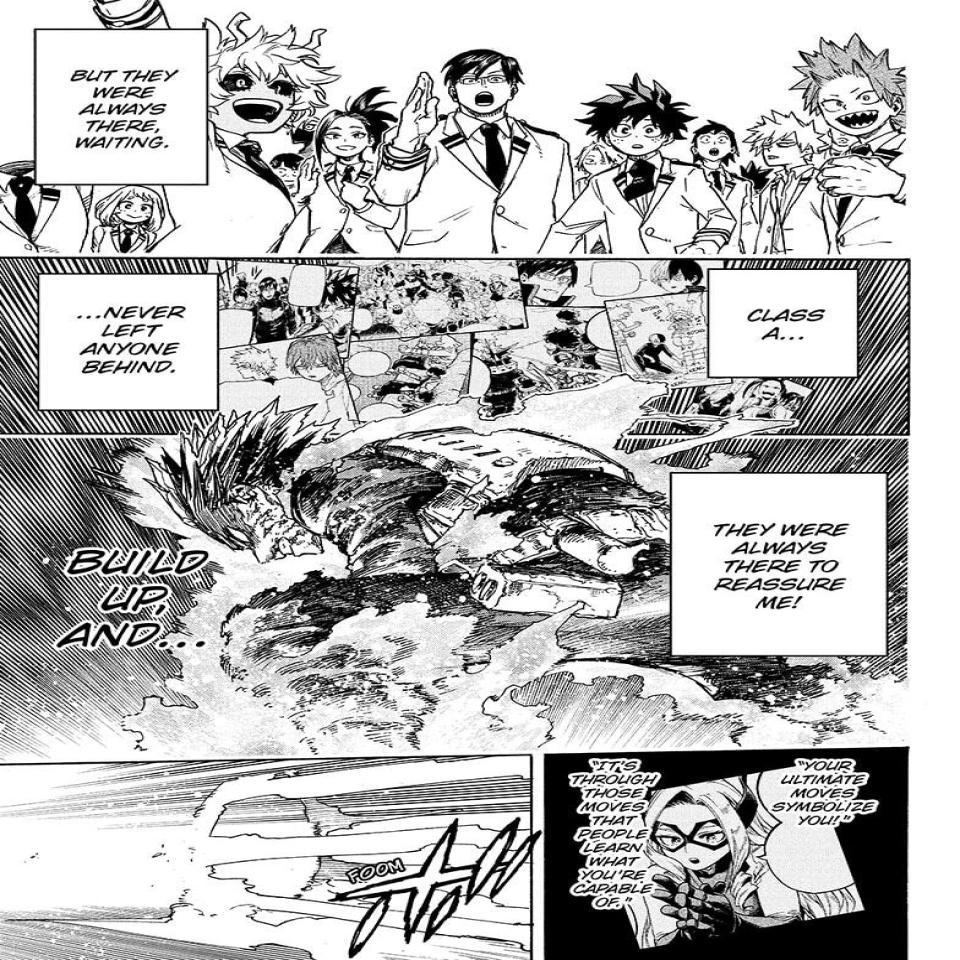 BUT THEY
WERE
ALWAYS
THERE,
WAITING.
CLASS
A...
...NEVER
LEFT
ANYONE
BEHIND.
THEY WERE
ALWAYS
THERE TO
REASSURE
ME!
BUILD
UP,
AND...
"YOUR
ULTIMATE
MOVES
SYMBOLIZE
YOU!"
"IT'S
THROUGH
THOSE
MOVES
THAT
PEOPLE
LEARN
WHAT
YOU'RE
CAPABLE
OF."
FOOM